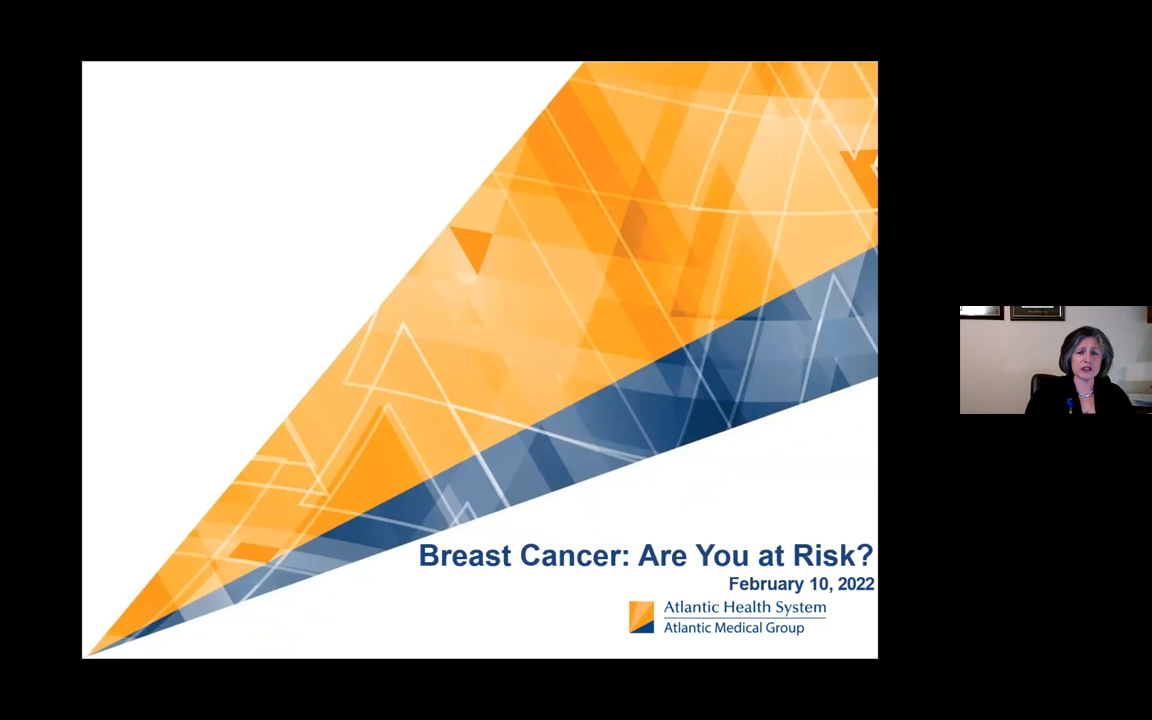 Breast Cancer: Are You at Risk?
February 10, 2022
Atlantic Health System
Atlantic Medical Group